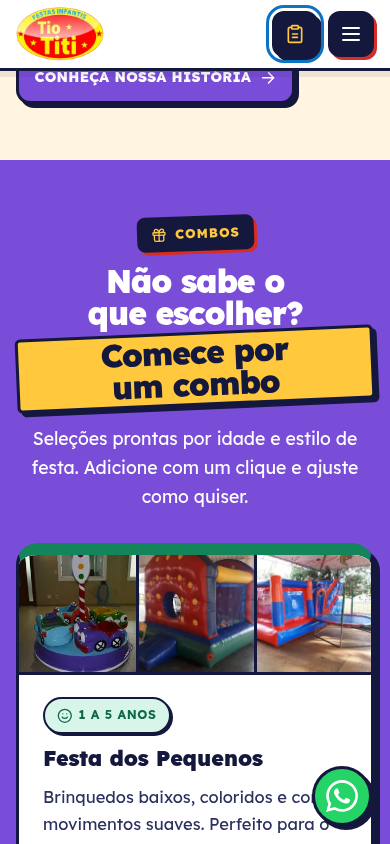 FESTAS INFANTIS
Tio
Titi
CONHEÇA NOSSA HISTÓRIA
COMBOS
Não sabe o
que escolher?
Comece por
um combo
Seleções prontas por idade e estilo de
festa. Adicione com um clique e ajuste
como quiser.
1 A 5 ANOS
Festa dos Pequenos
Brinquedos baixos, coloridos e
movimentos suaves. Perfeito para o